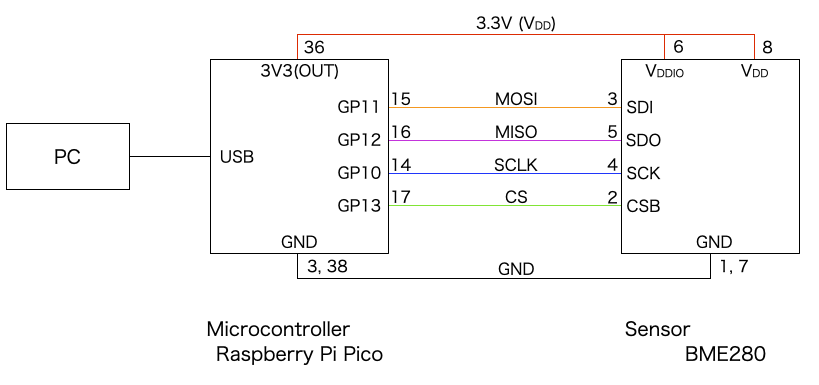 3.3V (VDD)
36 6 8
3V3(OUT) VDDIO VDD
GP11 15 MOSI 3 SDI
GP12 16 MISO 5 SDO
PC USB
GP10 14 SCLK 4 SCK
GP13 17 CS 2 CSB
GND GND
3, 38 GND 1, 7
Microcontroller Sensor
Raspberry Pi Pico BME280